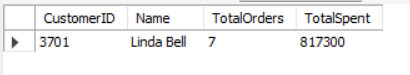 CustomerID Name TotalOrders TotalSpent
3701 Linda Bell 7 817300